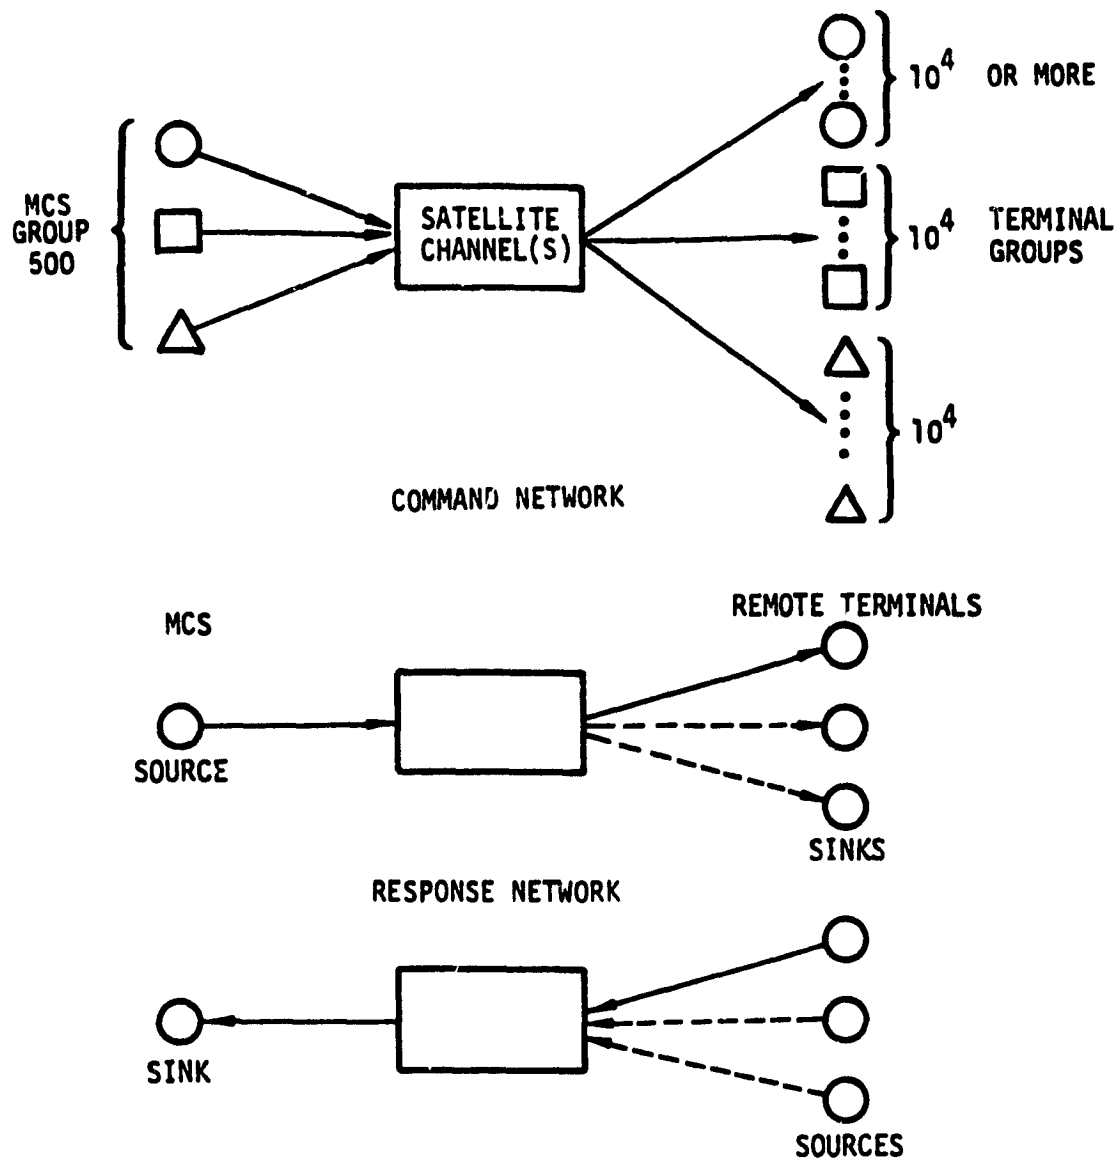 10^4 OR MORE
MCS
GROUP
500
SATELLITE
CHANNEL(S)
10^4
TERMINAL
GROUPS
10^4
COMMAND NETWORK
MCS
REMOTE TERMINALS
SOURCE
SINKS
RESPONSE NETWORK
SINK
SOURCES